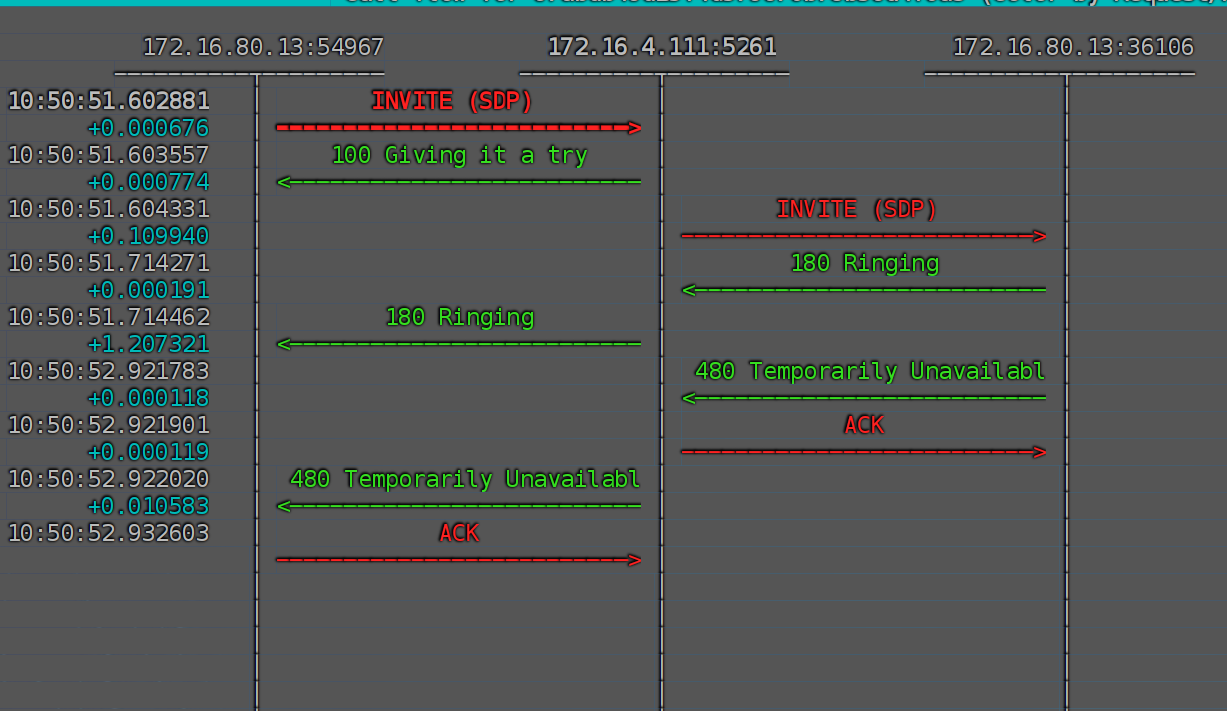 172.16.80.13:54967 172.16.4.111:5261 172.16.80.13:36106
10:50:51.602881 INVITE (SDP)
+0.000676
10:50:51.603557 100 Giving it a try
+0.000774
10:50:51.604331 INVITE (SDP)
+0.109940
10:50:51.714271 180 Ringing
+0.000191
10:50:51.714462 180 Ringing
+1.207321
10:50:52.921783 480 Temporarily Unavailabl
+0.000118
10:50:52.921901 ACK
+0.000119
10:50:52.922020 480 Temporarily Unavailabl
+0.010583
10:50:52.932603 ACK